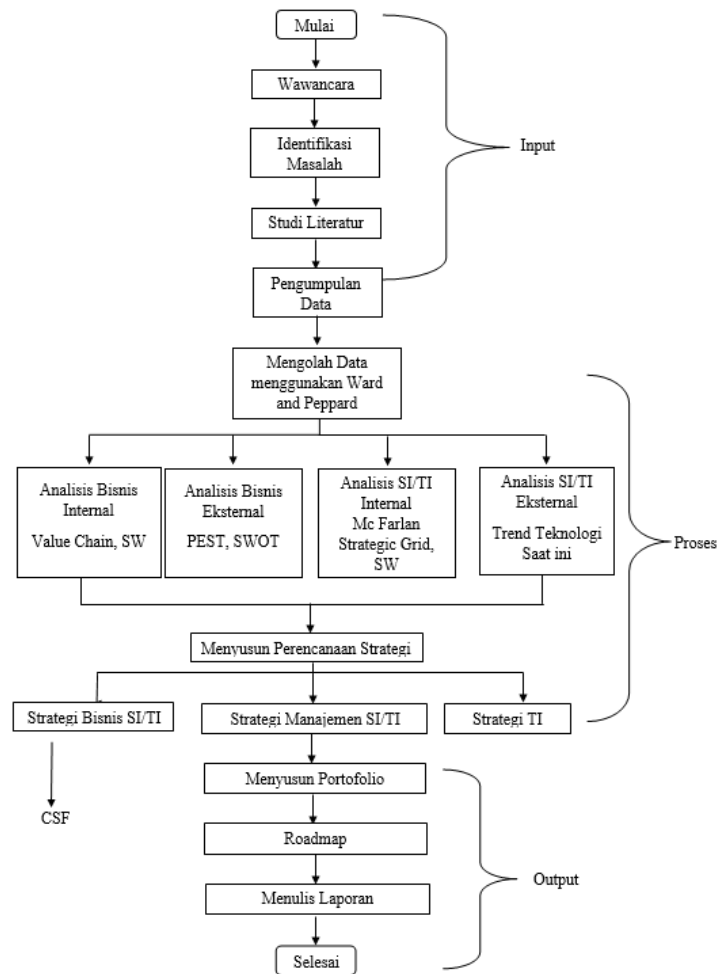 Mulai
Wawancara
Identifikasi
Masalah
Input
Studi Literatur
Pengumpulan
Data
Mengolah Data
menggunakan Ward
and Peppard
Analisis Bisnis
Internal
Value Chain, SW
Analisis Bisnis
Eksternal
PEST, SWOT
Analisis SI/TI
Internal
Mc Farlan
Strategic Grid,
SW
Analisis SI/TI
Eksternal
Trend Teknologi
Saat ini
Proses
Menyusun Perencanaan Strategi
Strategi Bisnis SI/TI
Strategi Manajemen SI/TI
Strategi TI
CSF
Menyusun Portofolio
Roadmap
Menulis Laporan
Output
Selesai